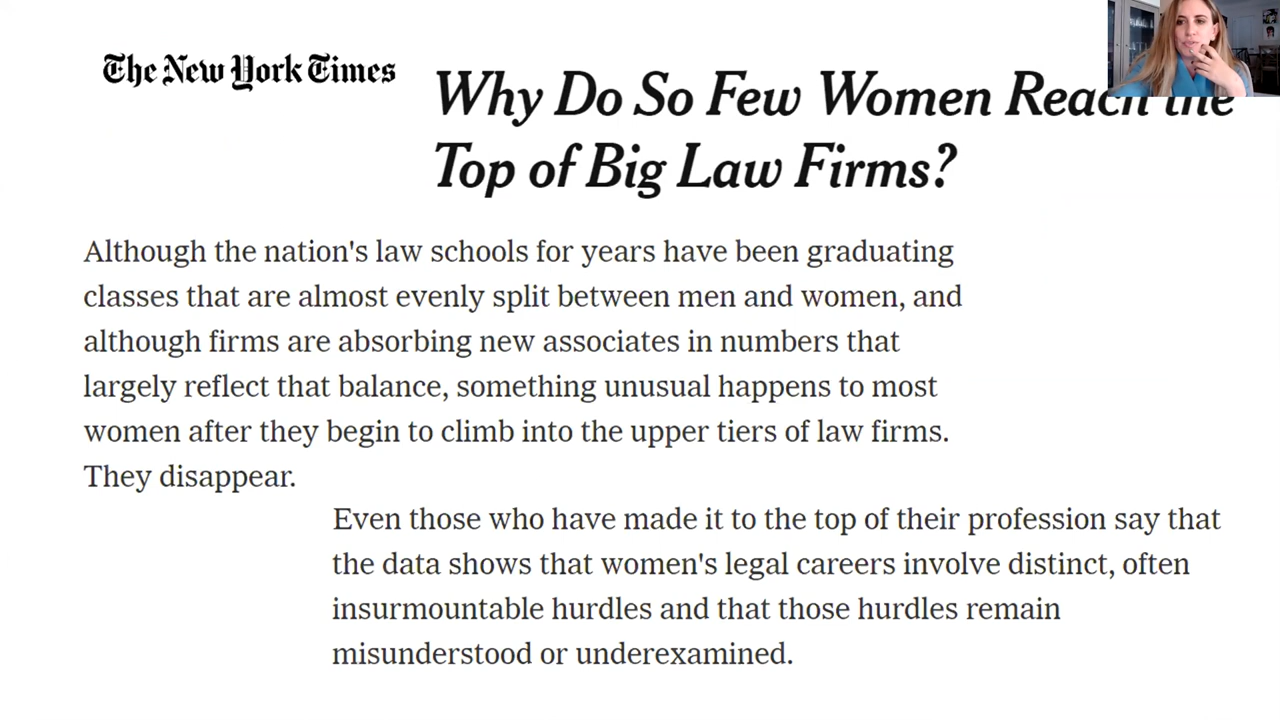 The New York Times
Why Do So Few Women Reach the
Top of Big Law Firms?
Although the nation's law schools for years have been graduating
classes that are almost evenly split between men and women, and
although firms are absorbing new associates in numbers that
largely reflect that balance, something unusual happens to most
women after they begin to climb into the upper tiers of law firms.
They disappear.
Even those who have made it to the top of their profession say that
the data shows that women's legal careers involve distinct, often
insurmountable hurdles and that those hurdles remain
misunderstood or underexamined.